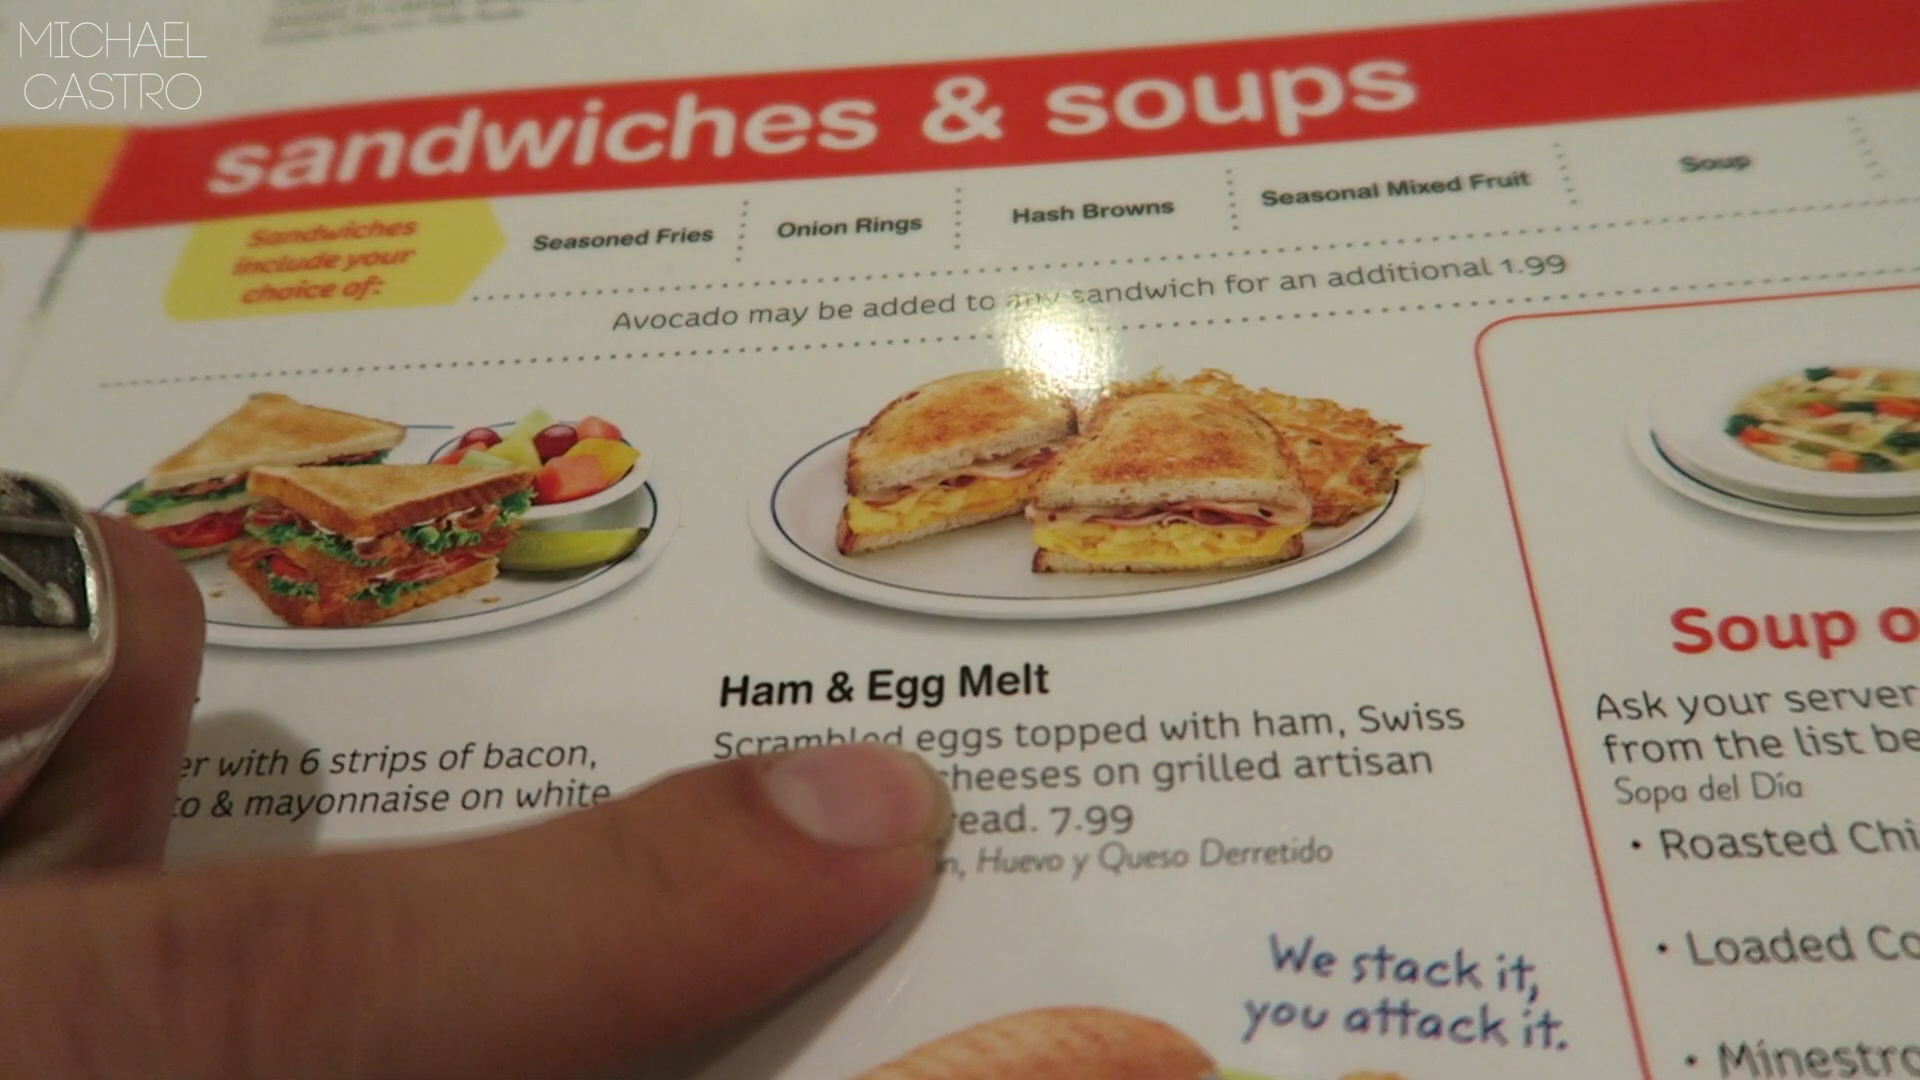 MICHAEL
CASTRO
sandwiches & soups
Sandwiches
include your
choice of:
Seasoned Fries
Onion Rings
Hash Browns
Seasonal Mixed Fruit
Soup
Avocado may be added to any sandwich for an additional 1.99
er with 6 strips of bacon,
to & mayonnaise on white
Ham & Egg Melt
Scrambled eggs topped with ham, Swiss
cheeses on grilled artisan
read. 7.99
n, Huevo y Queso Derretido
We stack it,
you attack it.
Soup o
Ask your server
from the list be
Sopa del Día
• Roasted Chi
• Loaded Co
• Minestro